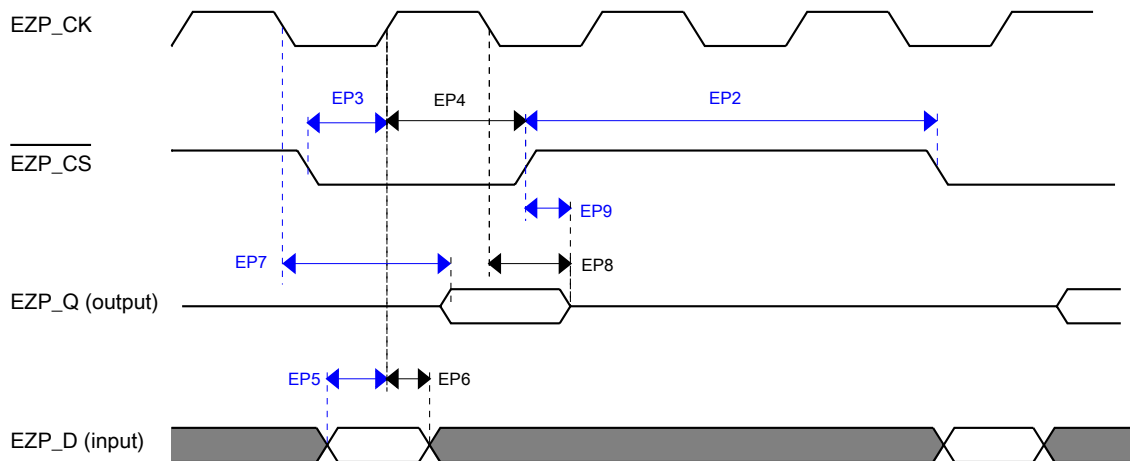 EZP_CK
EP3
EP4
EP2
EZP_CS
EP9
EP7
EP8
EZP_Q (output)
EP5
EP6
EZP_D (input)